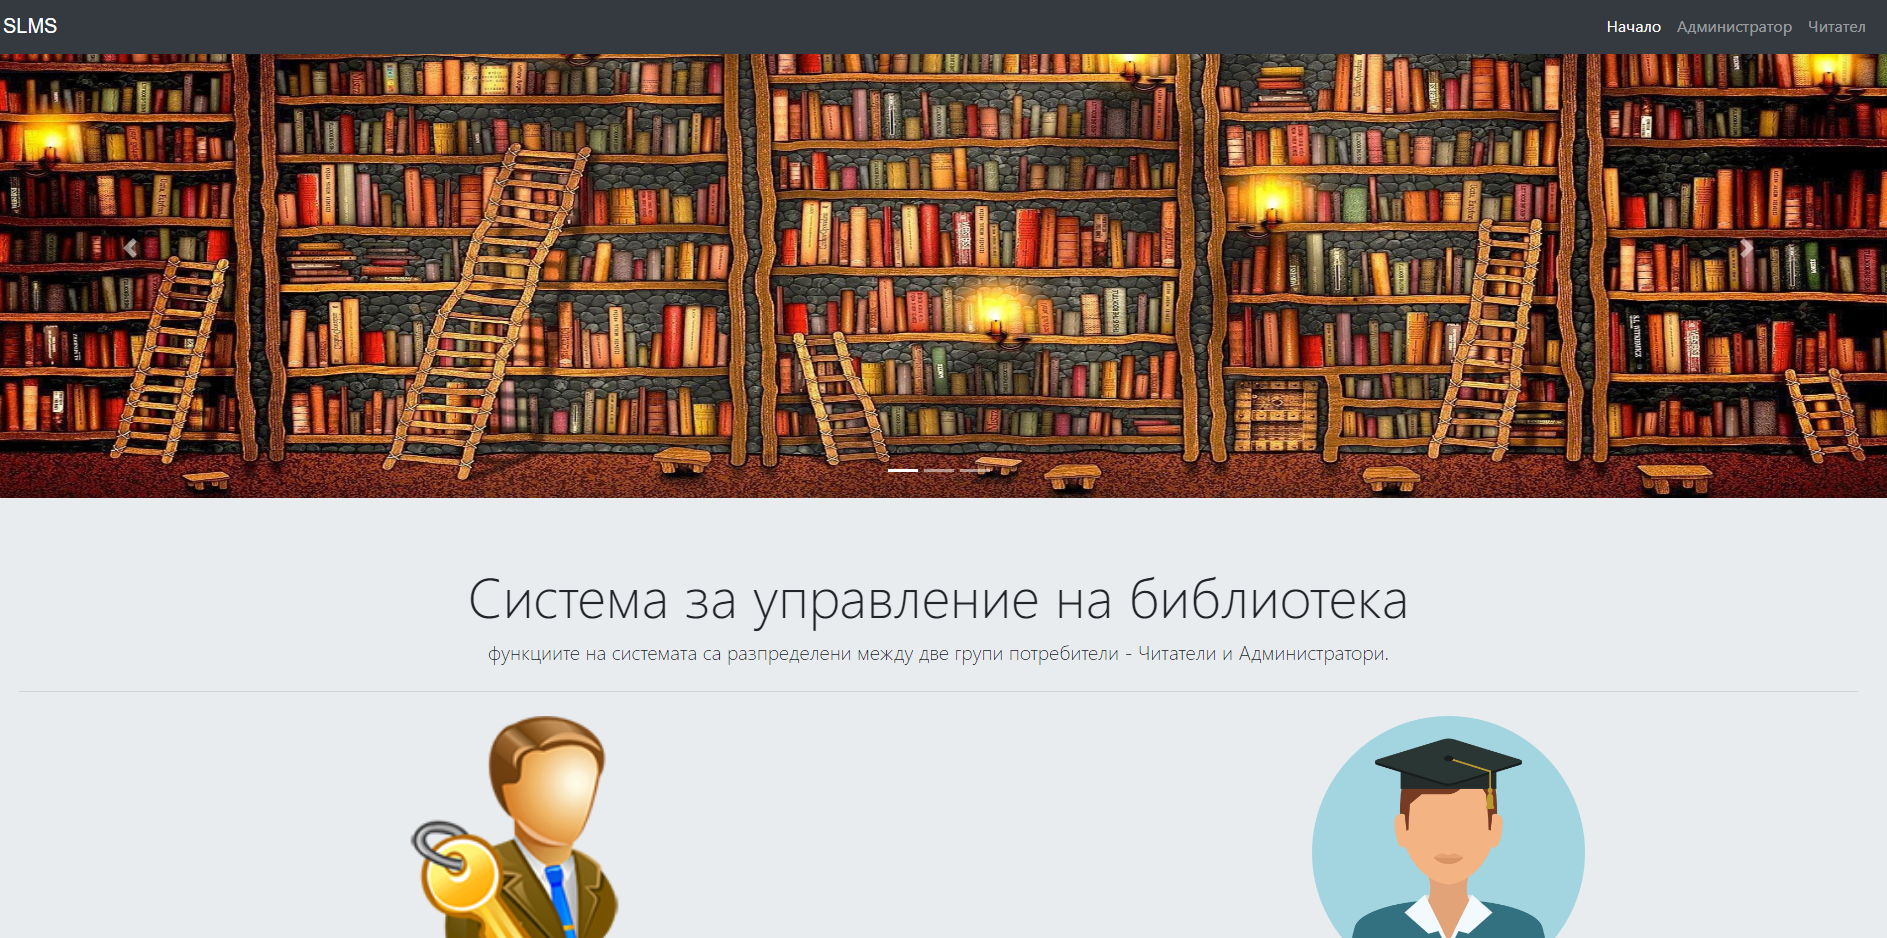 SLMS
Начало Администратор Читател
Система за управление на библиотека
функциите на системата са разпределени между две групи потребители - Читатели и Администратори.